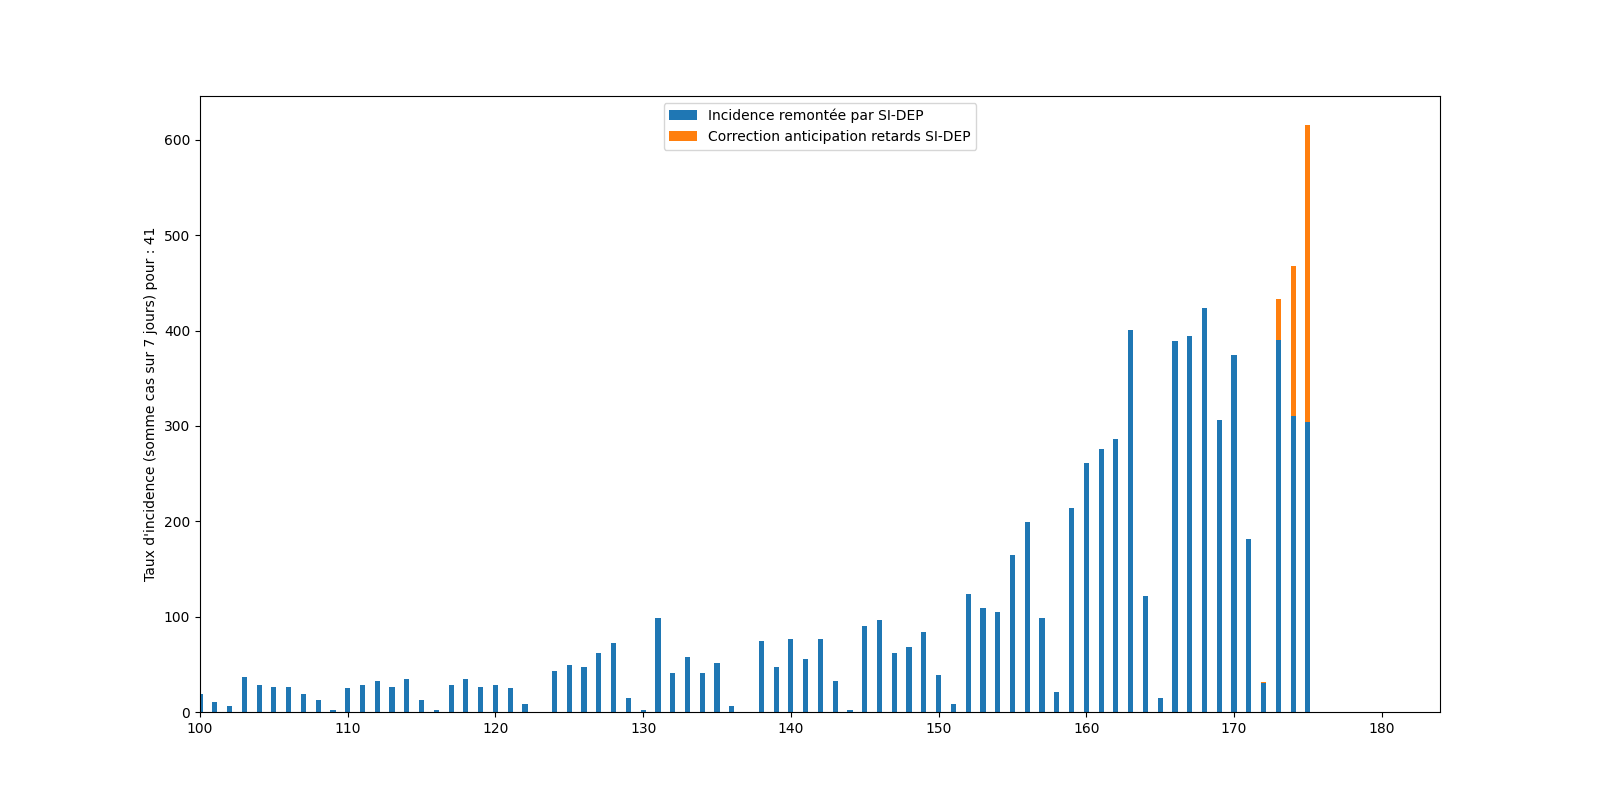 Incidence remontée par SI-DEP
Correction anticipation retards SI-DEP
Taux d'incidence (somme cas sur 7 jours) pour : 41
600
500
400
300
200
100
0
100 110 120 130 140 150 160 170 180